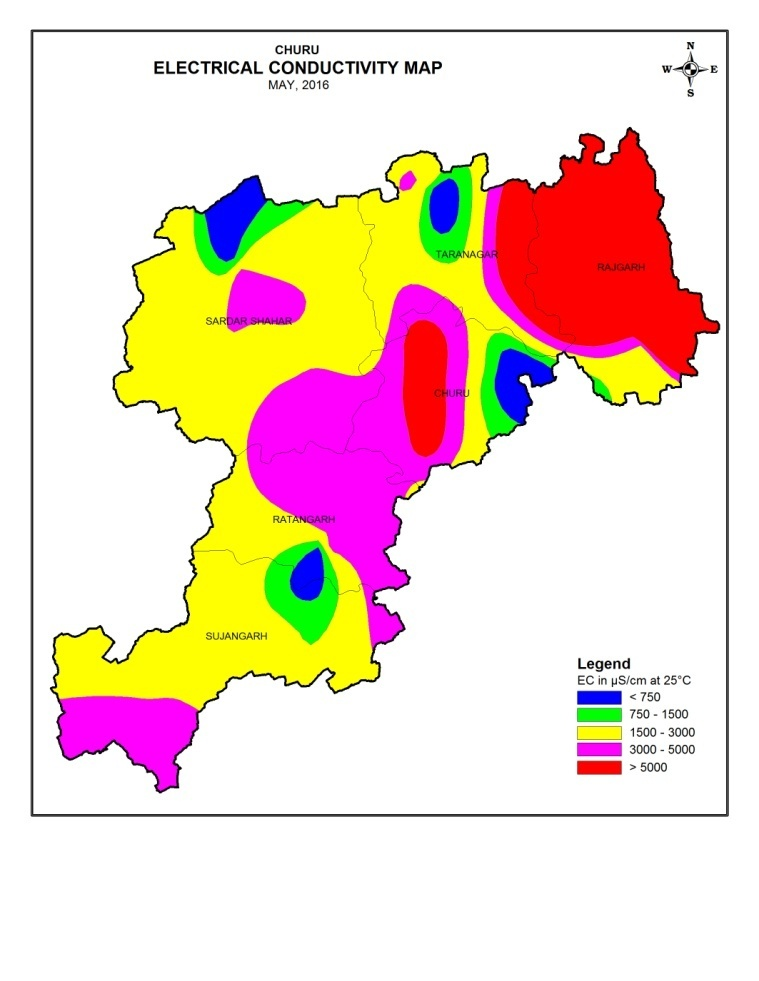 CHURU
ELECTRICAL CONDUCTIVITY MAP
MAY, 2016
N
W E
S
TARANAGAR
RAJGARH
SARDAR SHAHAR
CHURU
RATANGARH
SUJANGARH
Legend
EC in µS/cm at 25°C
< 750
750 - 1500
1500 - 3000
3000 - 5000
> 5000